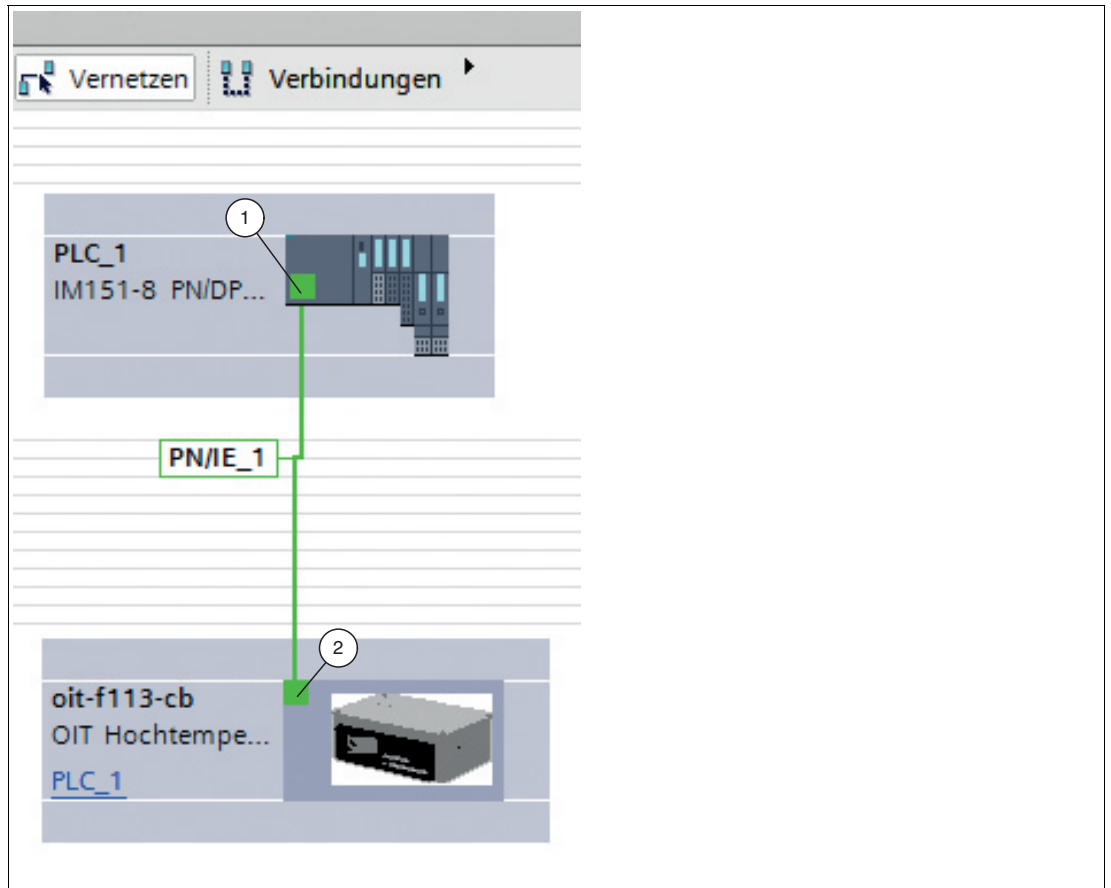 Vernetzen Verbindungen
1
PLC_1
IM151-8 PN/DP...
PN/IE_1
2
oit-f113-cb
OIT Hochtempe...
PLC_1